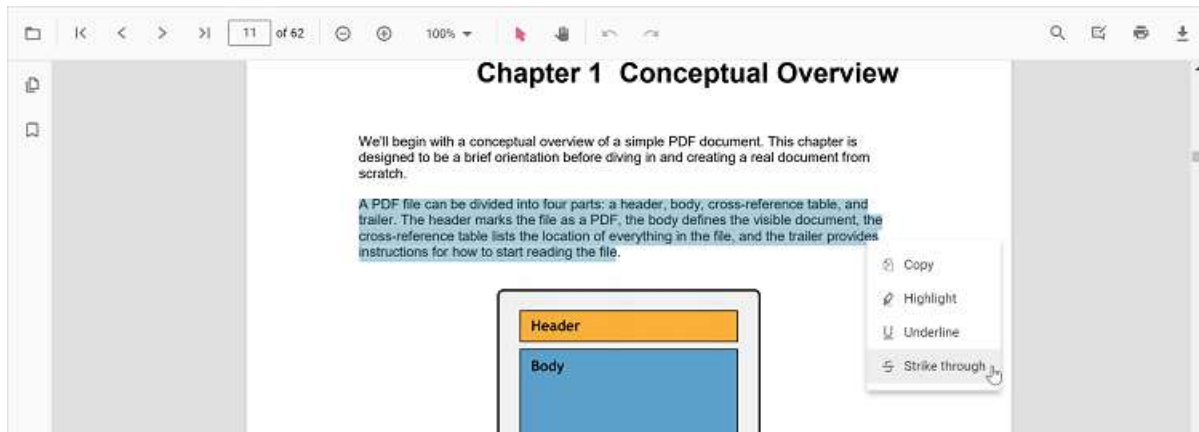 11 of 62 100%
Chapter 1 Conceptual Overview
We'll begin with a conceptual overview of a simple PDF document. This chapter is
designed to be a brief orientation before diving in and creating a real document from
scratch.
A PDF file can be divided into four parts: a header, body, cross-reference table, and
trailer. The header marks the file as a PDF, the body defines the visible document, the
cross-reference table lists the location of everything in the file, and the trailer provides
instructions for how to start reading the file.
Copy
Highlight
Underline
Strike through
Header
Body